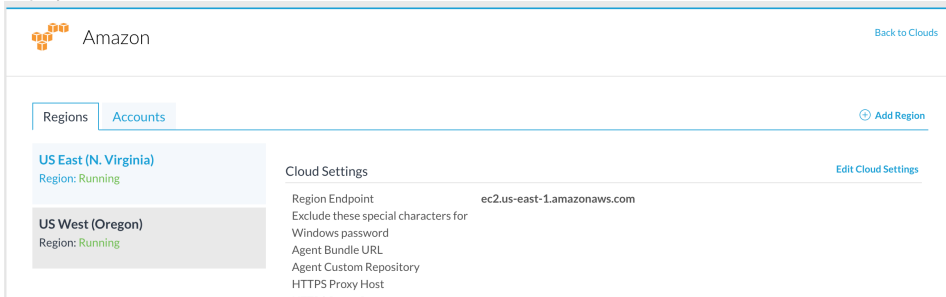 Amazon
Back to Clouds
Regions
Accounts
Add Region
US East (N. Virginia)
Region: Running
US West (Oregon)
Region: Running
Cloud Settings
Edit Cloud Settings
Region Endpoint ec2.us-east-1.amazonaws.com
Exclude these special characters for
Windows password
Agent Bundle URL
Agent Custom Repository
HTTPS Proxy Host